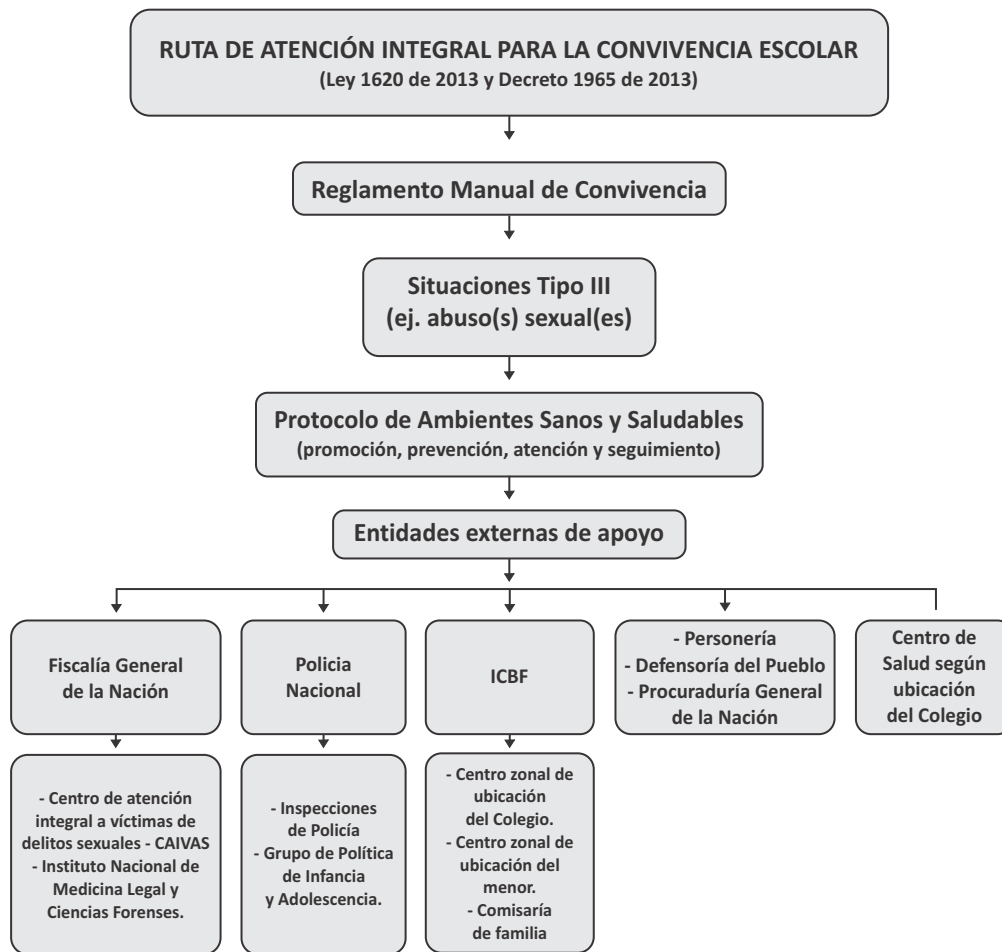 RUTA DE ATENCIÓN INTEGRAL PARA LA CONVIVENCIA ESCOLAR
(Ley 1620 de 2013 y Decreto 1965 de 2013)
Reglamento Manual de Convivencia
Situaciones Tipo III
(ej. abuso(s) sexual(es)
Protocolo de Ambientes Sanos y Saludables
(promoción, prevención, atención y seguimiento)
Entidades externas de apoyo
Fiscalía General
de la Nación
Policia
Nacional
ICBF
- Personería
- Defensoría del Pueblo
- Procuraduría General
de la Nación
Centro de
Salud según
ubicación
del Colegio
- Centro de atención
integral a víctimas de
delitos sexuales - CAIVAS
- Instituto Nacional de
Medicina Legal y
Ciencias Forenses.
- Inspecciones
de Policía
- Grupo de Política
de Infancia
y Adolescencia.
- Centro zonal de
ubicación
del Colegio.
- Centro zonal de
ubicación del
menor.
- Comisaría
de familia